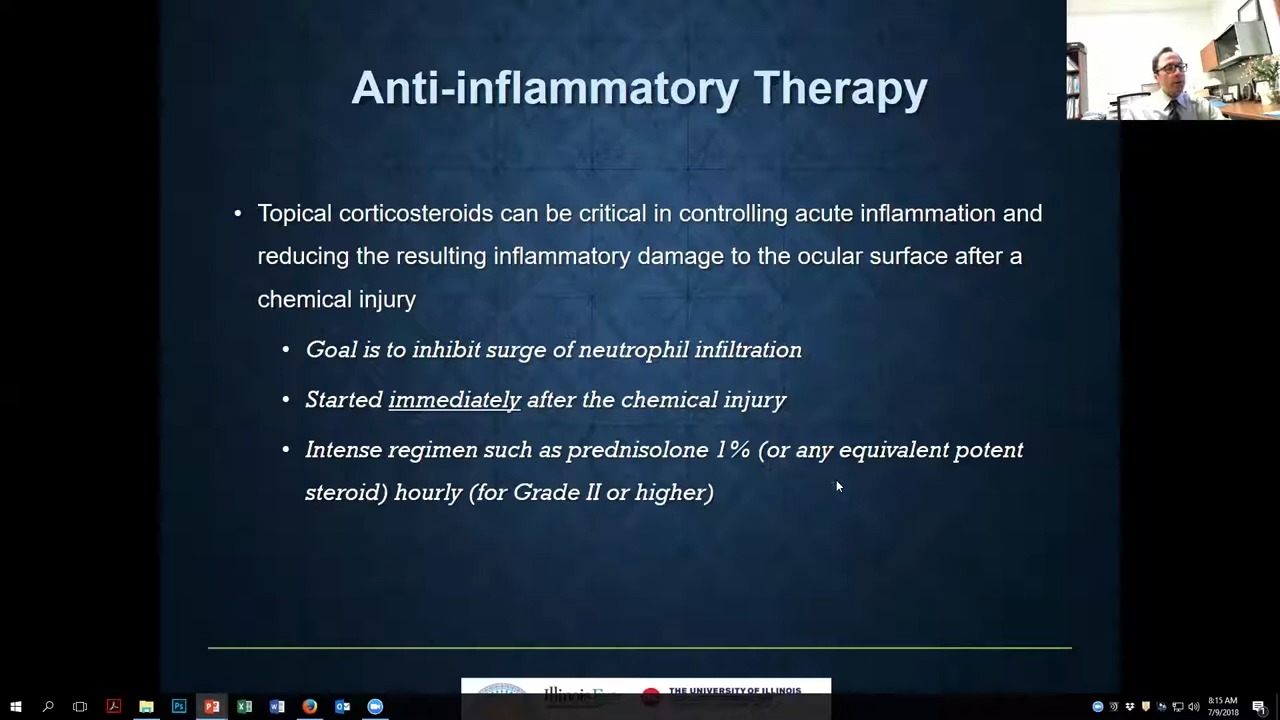 Anti-inflammatory Therapy
• Topical corticosteroids can be critical in controlling acute inflammation and
reducing the resulting inflammatory damage to the ocular surface after a
chemical injury
• Goal is to inhibit surge of neutrophil infiltration
• Started immediately after the chemical injury
• Intense regimen such as prednisolone 1% (or any equivalent potent
steroid) hourly (for Grade II or higher)
THE UNIVERSITY OF ILLINOIS
8:15 AM
7/9/2018